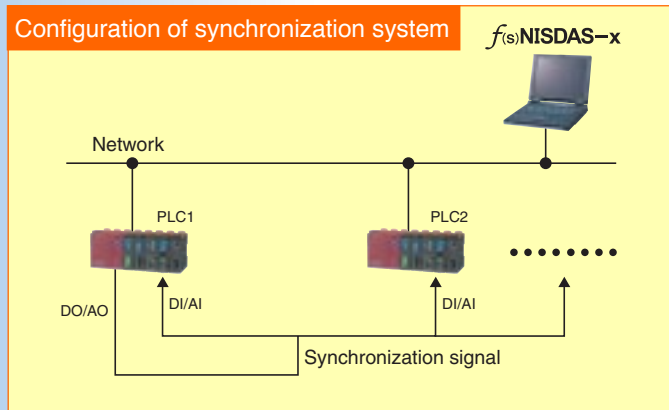 Configuration of synchronization system
f(s)NISDAS-x
Network
PLC1
PLC2
DO/AO
DI/AI
DI/AI
Synchronization signal